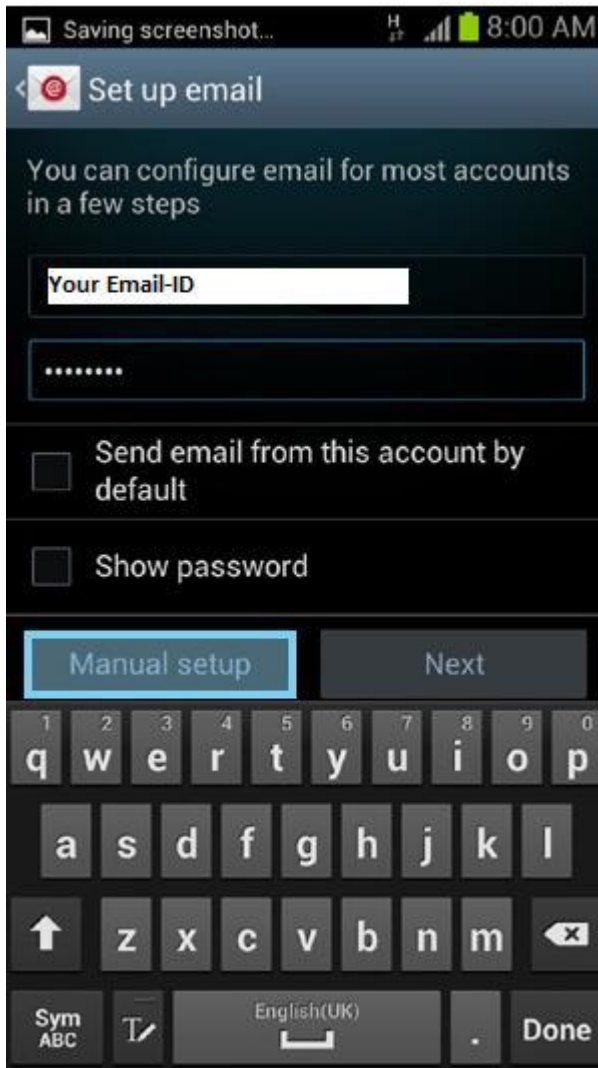 Saving screenshot... H 8:00 AM
Set up email
You can configure email for most accounts
in a few steps
Your Email-ID
••••••••
Send email from this account by
default
Show password
Manual setup Next
1 2 3 4 5 6 7 8 9 0
q w e r t y u i o p
a s d f g h j k l
z x c v b n m
Sym English(UK) . Done
ABC T